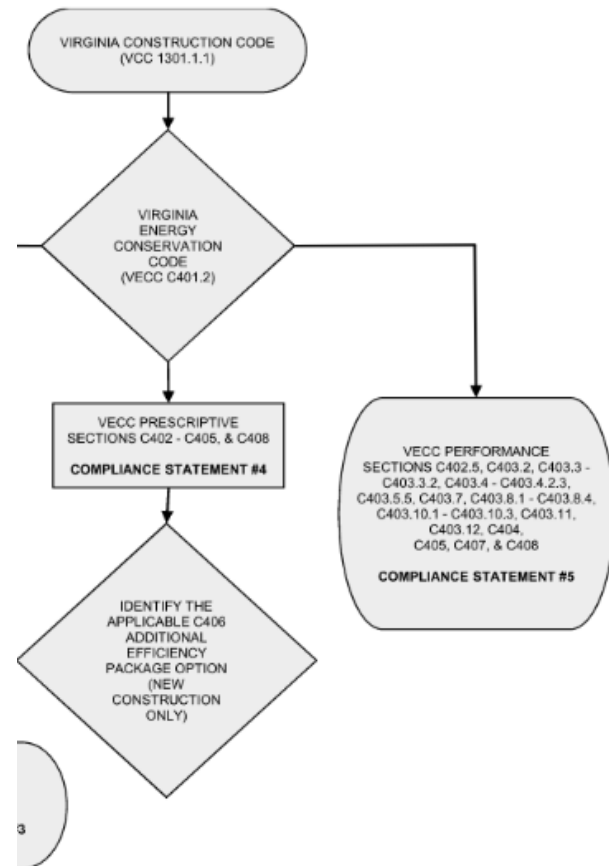 VIRGINIA CONSTRUCTION CODE
(VCC 1301.1.1)
VIRGINIA
ENERGY
CONSERVATION
CODE
(VECC C401.2)
VECC PRESCRIPTIVE
SECTIONS C402 - C405, & C408
COMPLIANCE STATEMENT #4
VECC PERFORMANCE
SECTIONS C402.5, C403.2, C403.3 -
C403.3.2, C403.4 - C403.4.2.3,
C403.5.5, C403.7, C403.8.1 - C403.8.4,
C403.10.1 - C403.10.3, C403.11,
C403.12, C404,
C405, C407, & C408
COMPLIANCE STATEMENT #5
IDENTIFY THE
APPLICABLE C406
ADDITIONAL
EFFICIENCY
PACKAGE OPTION
(NEW
CONSTRUCTION
ONLY)
3